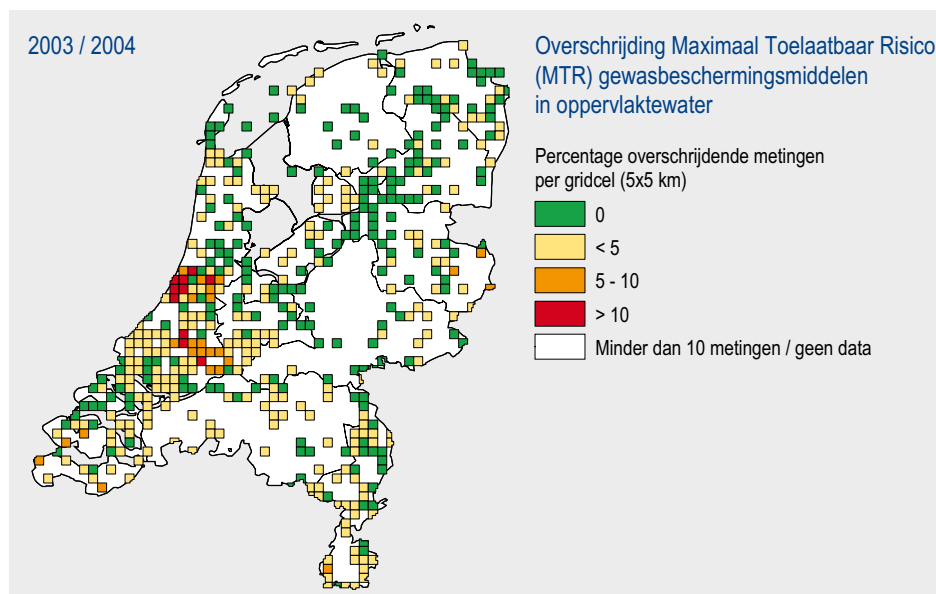 2003 / 2004
Overschrijding Maximaal Toelaatbaar Risico
(MTR) gewasbeschermingsmiddelen
in oppervlaktewater
Percentage overschrijdende metingen
per gridcel (5x5 km)
0
< 5
5 - 10
> 10
Minder dan 10 metingen / geen data